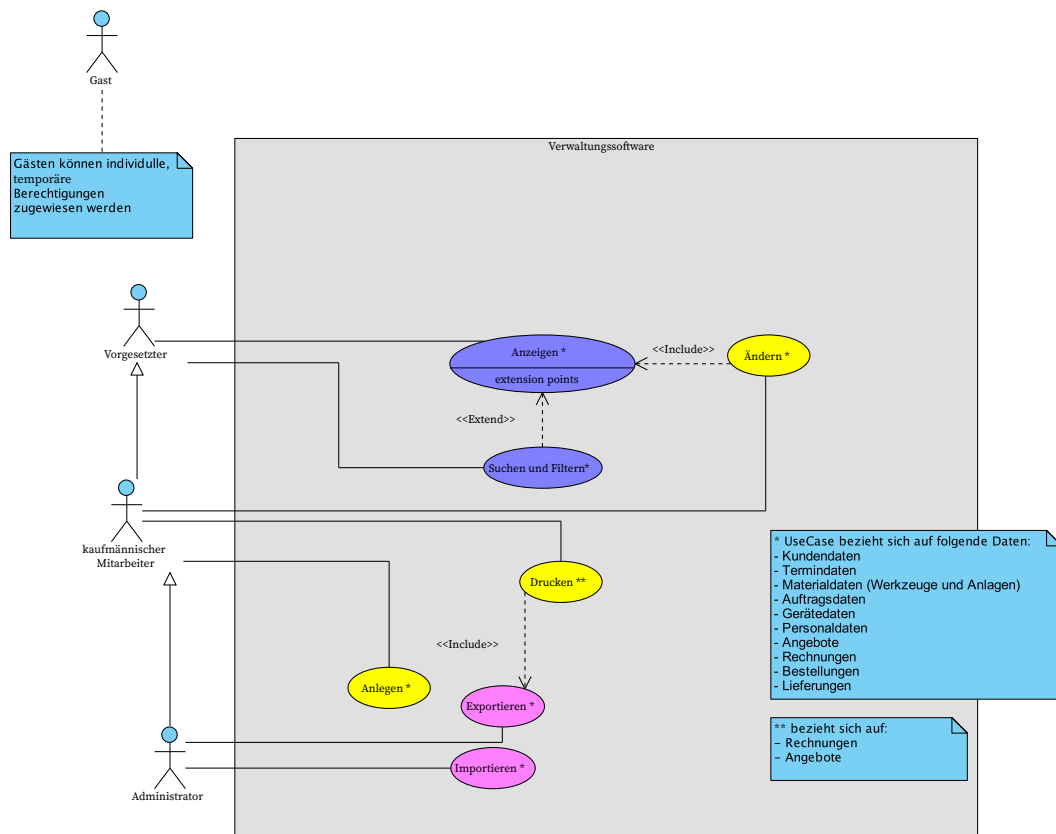 Gast
Gästen können individulle,
temporäre
Berechtigungen
zugewiesen werden
Verwaltungssoftware
Vorgesetzter
Anzeigen *
extension points
<<Include>>
Ändern *
<<Extend>>
Suchen und Filtern*
kaufmännischer
Mitarbeiter
Drucken **
<<Include>>
Anlegen *
Exportieren *
Importieren *
Administrator
* UseCase bezieht sich auf folgende Daten:
- Kundendaten
- Termindaten
- Materialdaten (Werkzeuge und Anlagen)
- Auftragsdaten
- Gerätedaten
- Personaldaten
- Angebote
- Rechnungen
- Bestellungen
- Lieferungen
** bezieht sich auf:
– Rechnungen
– Angebote